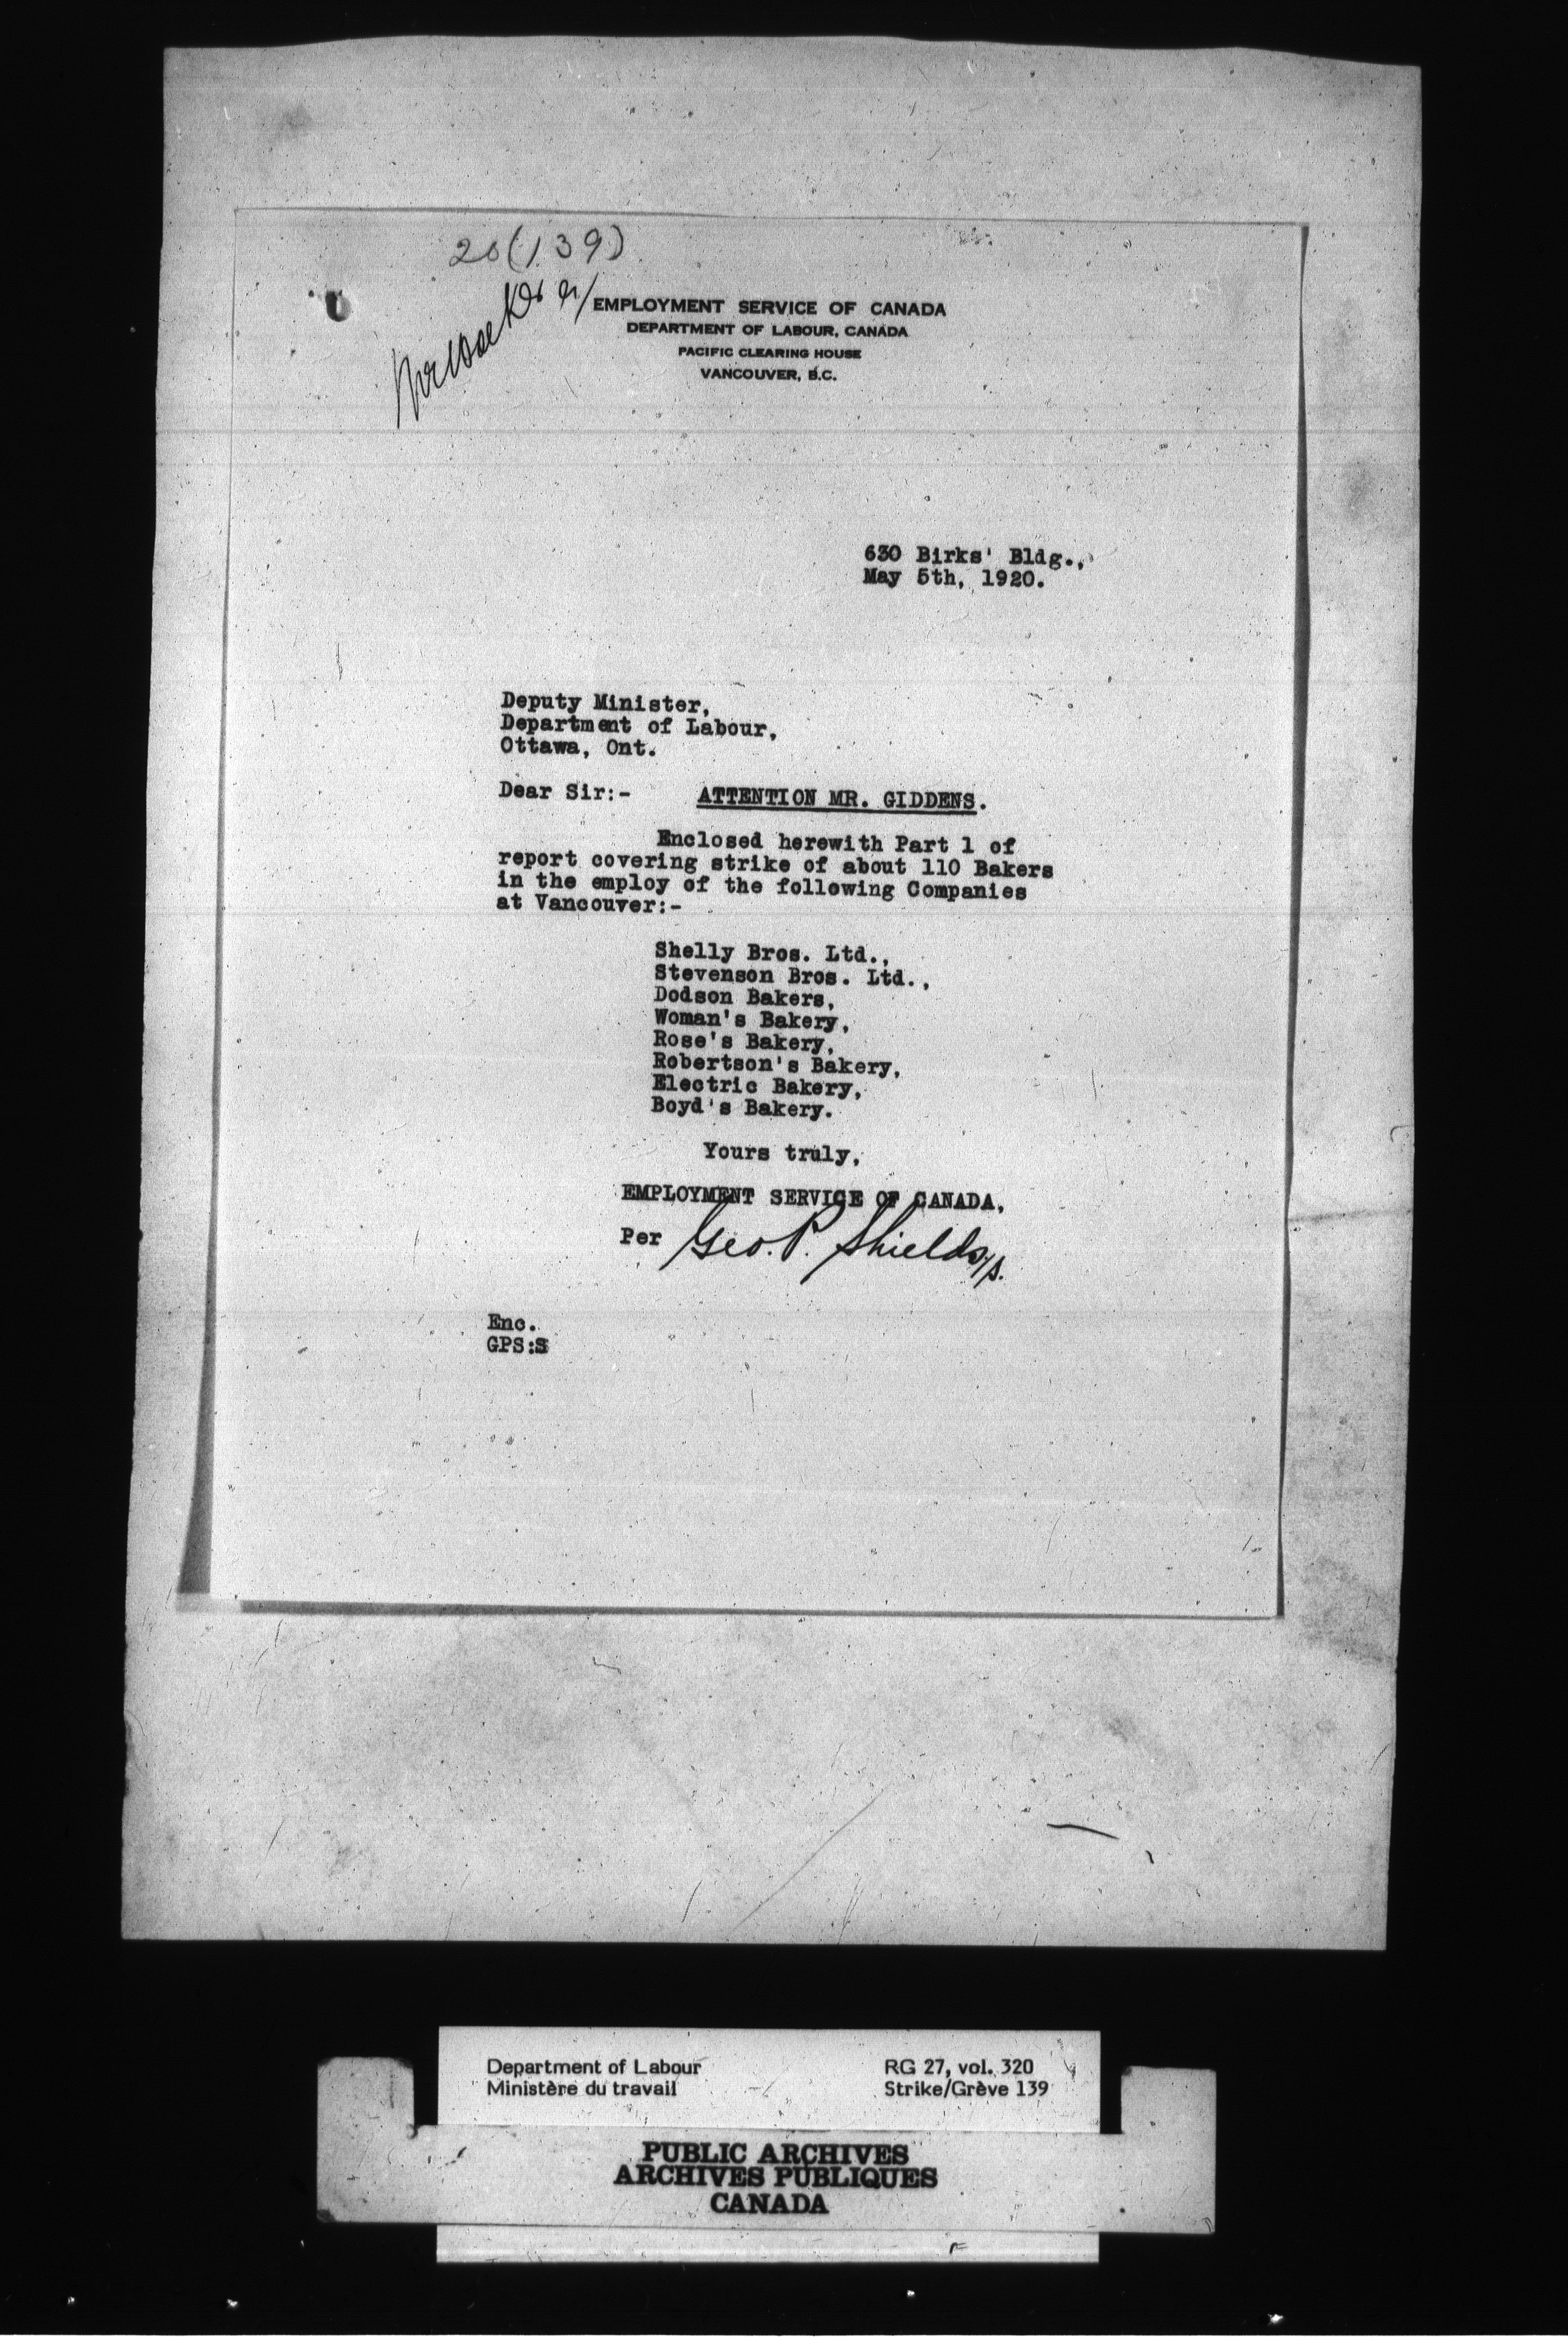 20(139)
EMPLOYMENT SERVICE OF CANADA
DEPARTMENT OF LABOUR, CANADA
PACIFIC CLEARING HOUSE
VANCOUVER, B.C.
630 Birks' Bldg.,
May 5th, 1920.
Deputy Minister,
Department of Labour,
Ottawa, Ont.
Dear Sir:- ATTENTION MR. GIDDENS.
Enclosed herewith Part 1 of
report covering strike of about 110 Bakers
in the employ of the following Companies
at Vancouver:-
Shelly Bros. Ltd.,
Stevenson Bros. Ltd.,
Dodson Bakers,
Woman's Bakery,
Rose's Bakery,
Robertson's Bakery,
Electric Bakery,
Boyd's Bakery.
Yours truly,
EMPLOYMENT SERVICE OF CANADA,
Per Geo. P. Shields/s.
Enc.
GPS:S
Department of Labour RG 27, vol. 320
Ministère du travail Strike/Grève 139
PUBLIC ARCHIVES
ARCHIVES PUBLIQUES
CANADA